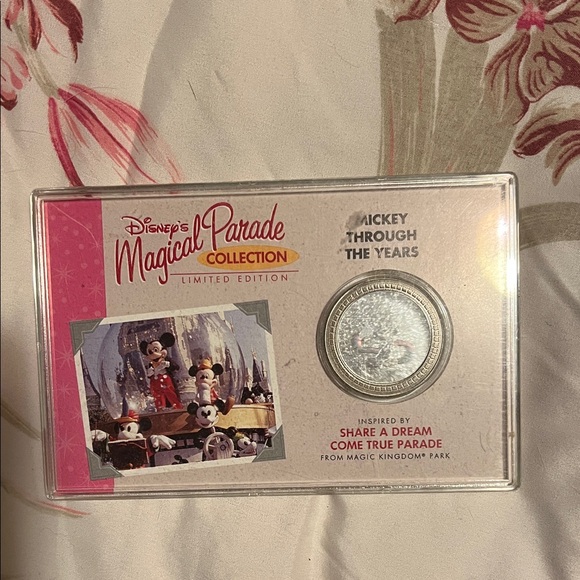 Disney's
Magical Parade
COLLECTION
LIMITED EDITION
MICKEY
THROUGH
THE YEARS
INSPIRED BY
SHARE A DREAM
COME TRUE PARADE
FROM MAGIC KINGDOM® PARK